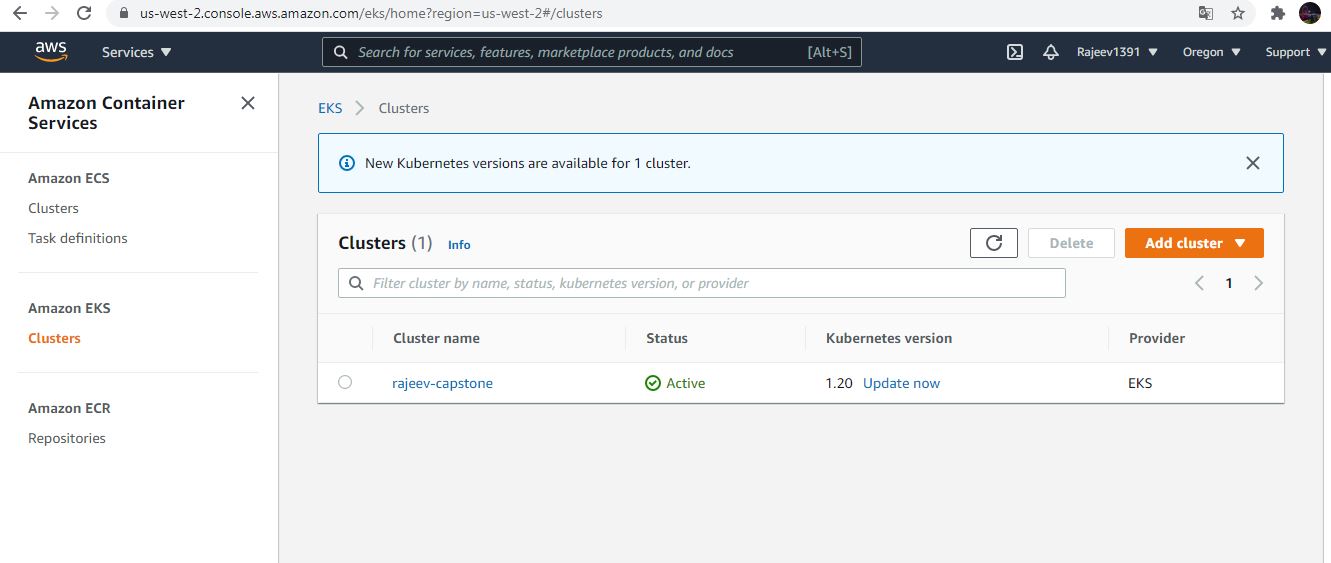 us-west-2.console.aws.amazon.com/eks/home?region=us-west-2#/clusters
aws Services Search for services, features, marketplace products, and docs [Alt+S] Rajeev1391 Oregon Support
Amazon Container
Services
Amazon ECS
Clusters
Task definitions
Amazon EKS
Clusters
Amazon ECR
Repositories
EKS Clusters
New Kubernetes versions are available for 1 cluster.
Clusters (1) Info Delete Add cluster
Filter cluster by name, status, kubernetes version, or provider 1
Cluster name Status Kubernetes version Provider
rajeev-capstone Active 1.20 Update now EKS